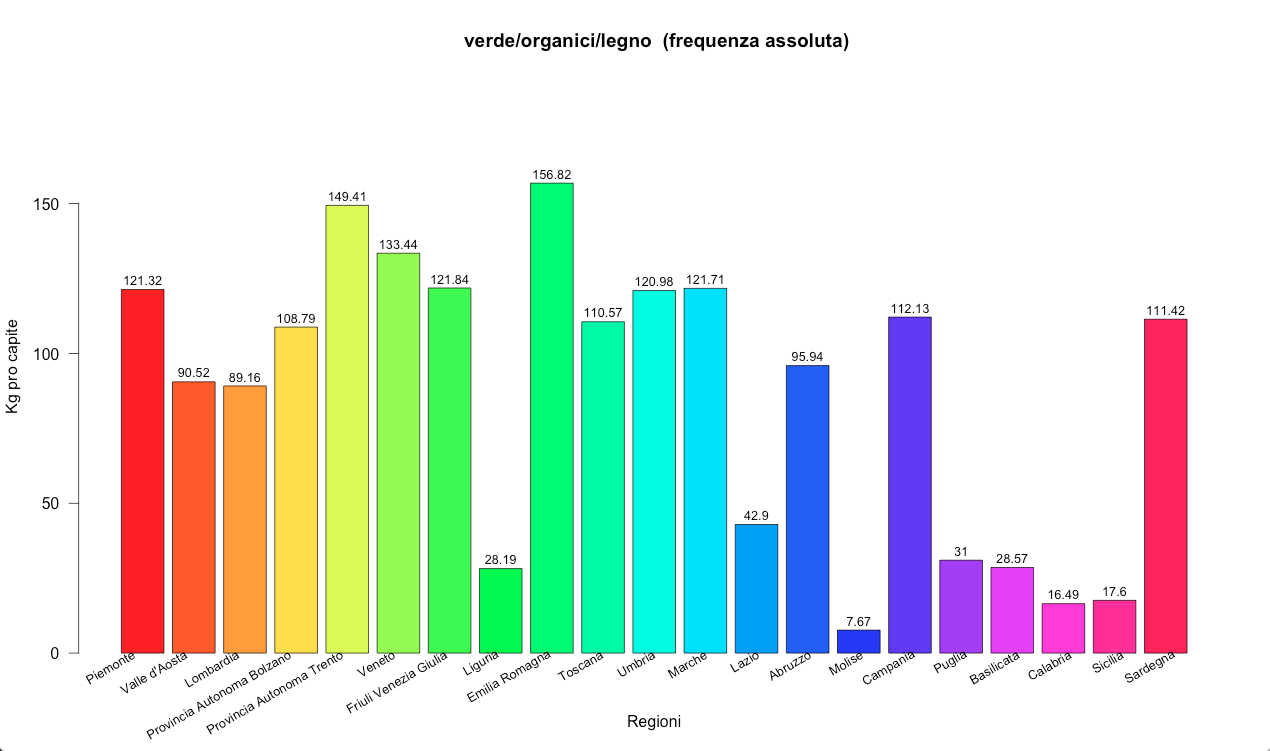 verde/organici/legno  (frequenza assoluta)
156.82
149.41
133.44
121.32
121.84
120.98
121.71
108.79
110.57
112.13
111.42
90.52
89.16
95.94
28.19
42.9
7.67
31
28.57
16.49
17.6
150
100
50
0
Kg pro capite
Piemonte
Valle d'Aosta
Lombardia
Provincia Autonoma Bolzano
Provincia Autonoma Trento
Veneto
Friuli Venezia Giulia
Liguria
Emilia Romagna
Toscana
Umbria
Marche
Lazio
Abruzzo
Molise
Campania
Puglia
Basilicata
Calabria
Sicilia
Sardegna
Regioni